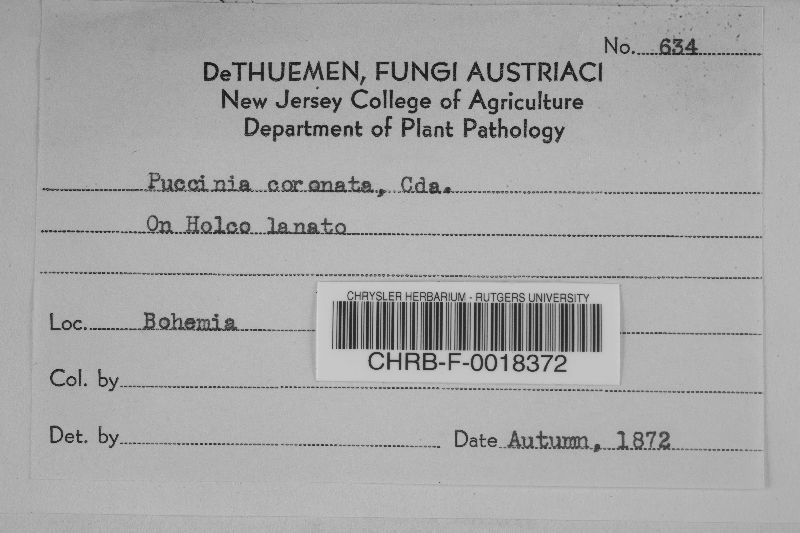 No. 634
DeTHUEMEN, FUNGI AUSTRIACI
New Jersey College of Agriculture
Department of Plant Pathology
Puccinia coronata, Cda.
On Holco lanato
CHRYSLER HERBARIUM - RUTGERS UNIVERSITY
Loc. Bohemia
CHRB-F-0018372
Col. by
Det. by
Date Autumn, 1872